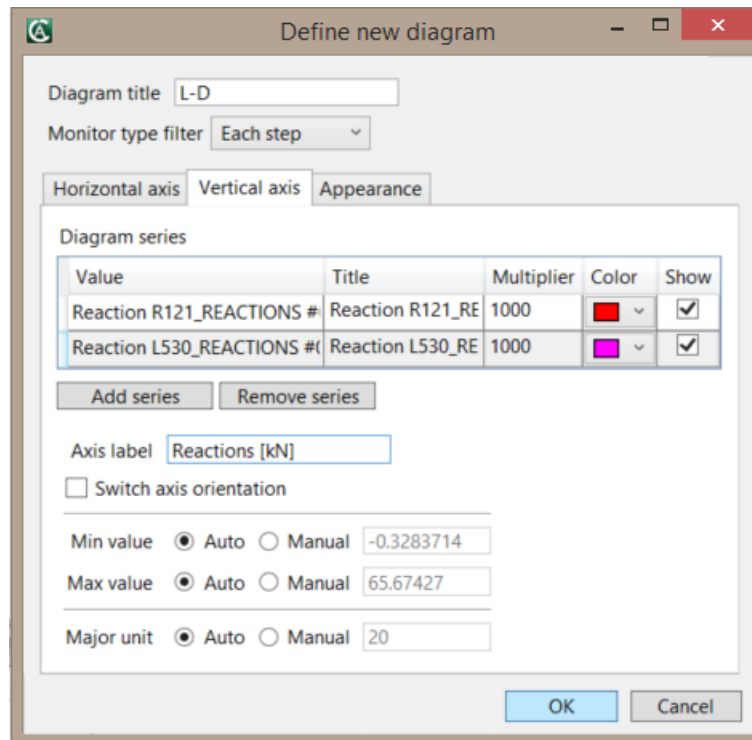 Define new diagram
Diagram title L-D
Monitor type filter Each step
Horizontal axis Vertical axis Appearance
Diagram series
Value Title Multiplier Color Show
Reaction R121_REACTIONS # Reaction R121_RE 1000
Reaction L530_REACTIONS #( Reaction L530_RE 1000
Add series Remove series
Axis label Reactions [kN]
Switch axis orientation
Min value Auto Manual -0.3283714
Max value Auto Manual 65.67427
Major unit Auto Manual 20
OK Cancel